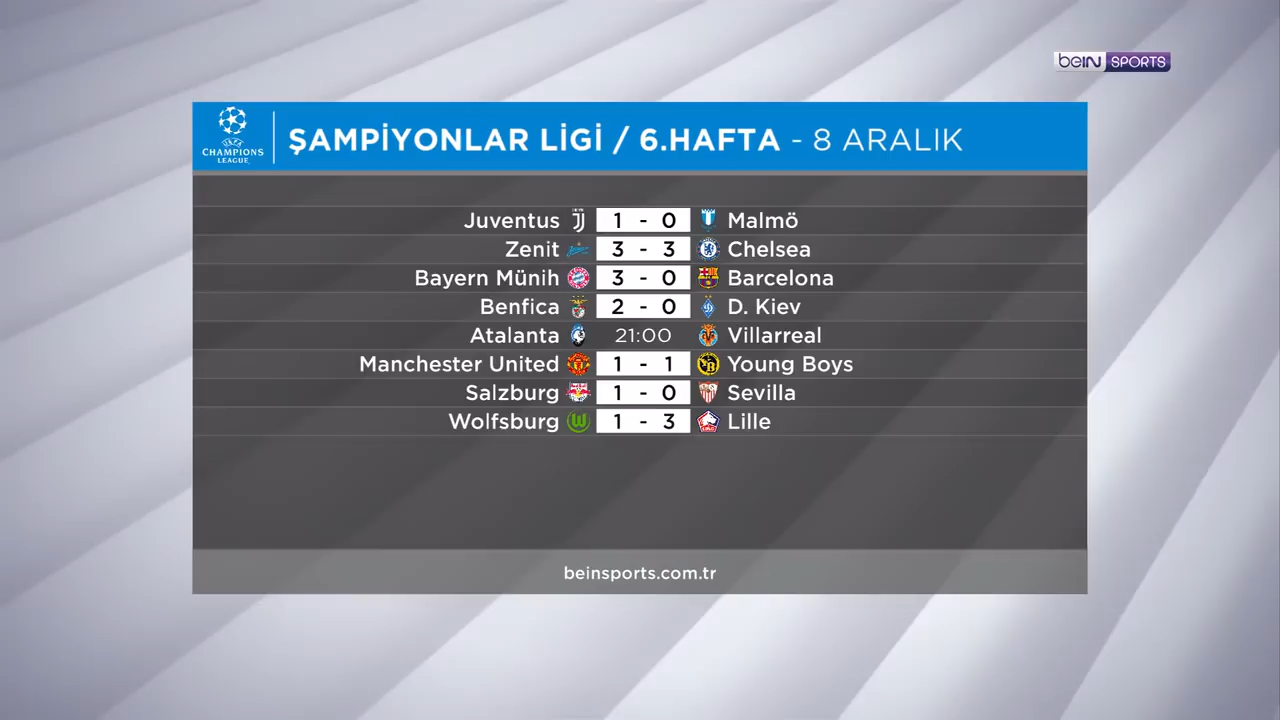 beIN SPORTS
UEFA CHAMPIONS LEAGUE
ŞAMPİYONLAR LİGİ / 6.HAFTA - 8 ARALIK
Juventus 1 - 0 Malmö
Zenit 3 - 3 Chelsea
Bayern Münih 3 - 0 Barcelona
Benfica 2 - 0 D. Kiev
Atalanta 21:00 Villarreal
Manchester United 1 - 1 Young Boys
Salzburg 1 - 0 Sevilla
Wolfsburg 1 - 3 Lille
beinsports.com.tr